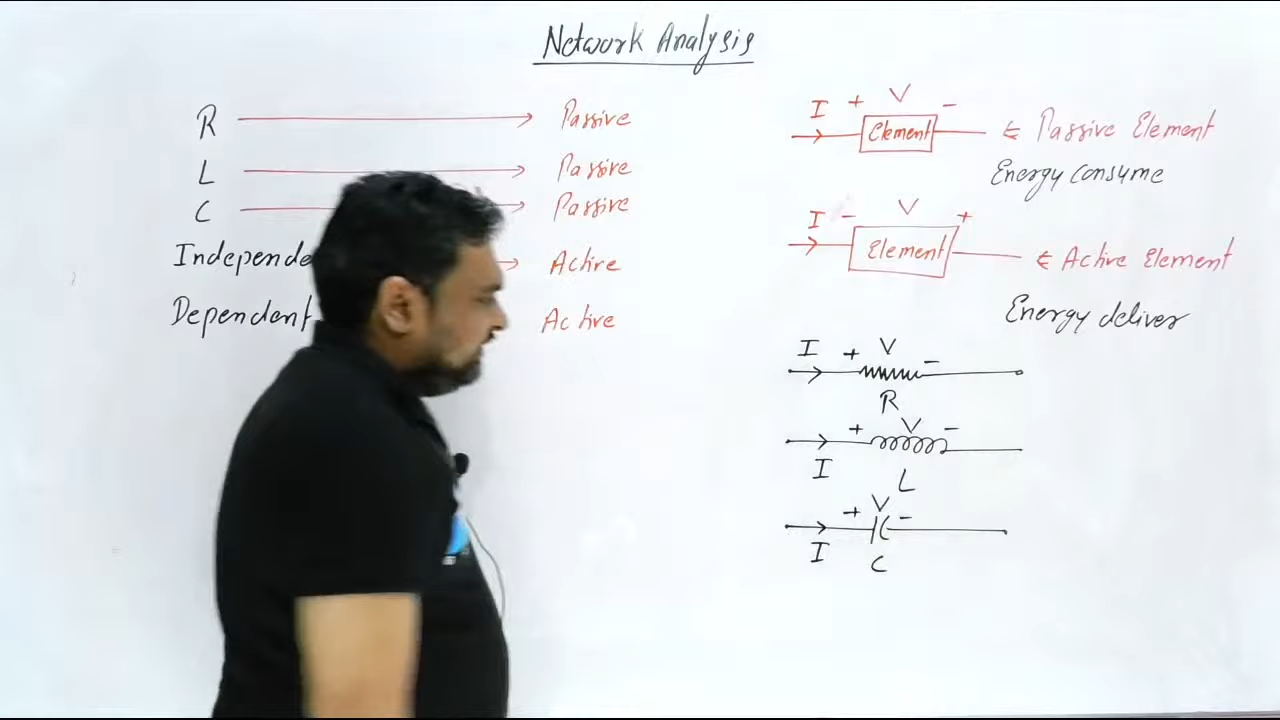 Network Analysis
R → Passive
L → Passive
C → Passive
Independe → Active
Dependent Active
I + V -
Element
∈ Passive Element
Energy consume
I - V +
Element
∈ Active Element
Energy deliver
I + V -
R
+ V -
I
L
+ V -
I
C